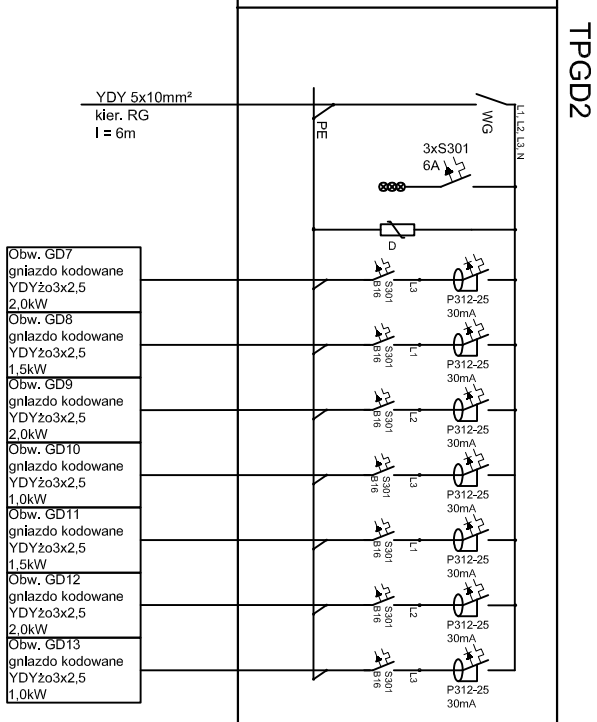 TPGD2
YDY 5x10mm²
kier. RG
l = 6m
PE
WG
L1, L2, L3, N
3xS301
6A
D
Obw. GD7
gniazdo kodowane
YDYżo3x2,5
2,0kW
S301
B16
L3
P312-25
30mA
Obw. GD8
gniazdo kodowane
YDYżo3x2,5
1,5kW
S301
B16
L1
P312-25
30mA
Obw. GD9
gniazdo kodowane
YDYżo3x2,5
2,0kW
S301
B16
L2
P312-25
30mA
Obw. GD10
gniazdo kodowane
YDYżo3x2,5
1,0kW
S301
B16
L3
P312-25
30mA
Obw. GD11
gniazdo kodowane
YDYżo3x2,5
1,5kW
S301
B16
L1
P312-25
30mA
Obw. GD12
gniazdo kodowane
YDYżo3x2,5
2,0kW
S301
B16
L2
P312-25
30mA
Obw. GD13
gniazdo kodowane
YDYżo3x2,5
1,0kW
S301
B16
L3
P312-25
30mA